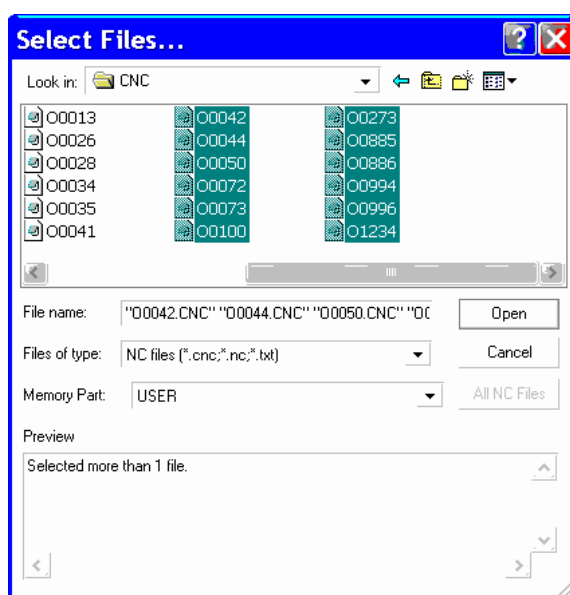 Select Files...
Look in: CNC
O0013 O0042 O0273
O0026 O0044 O0885
O0028 O0050 O0886
O0034 O0072 O0994
O0035 O0073 O0996
O0041 O0100 O1234
File name: "O0042.CNC" "O0044.CNC" "O0050.CNC" "OC Open
Files of type: NC files (*.cnc;*.nc;*.txt) Cancel
Memory Part: USER All NC Files
Preview
Selected more than 1 file.